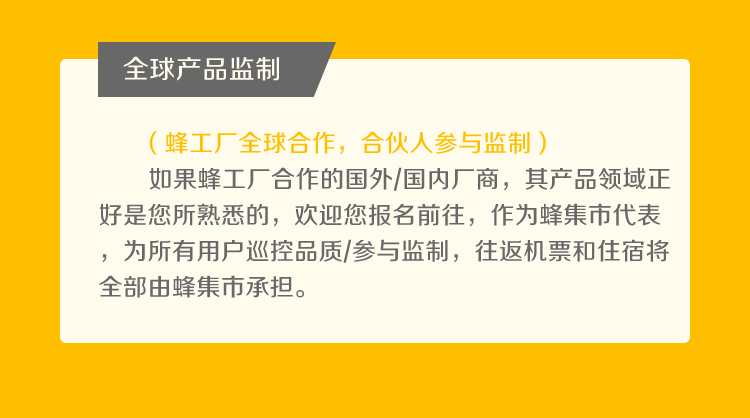 全球产品监制
（蜂工厂全球合作，合伙人参与监制）
如果蜂工厂合作的国外/国内厂商，其产品领域正
好是您所熟悉的，欢迎您报名前往，作为蜂集市代表
，为所有用户巡控品质/参与监制，往返机票和住宿将
全部由蜂集市承担。